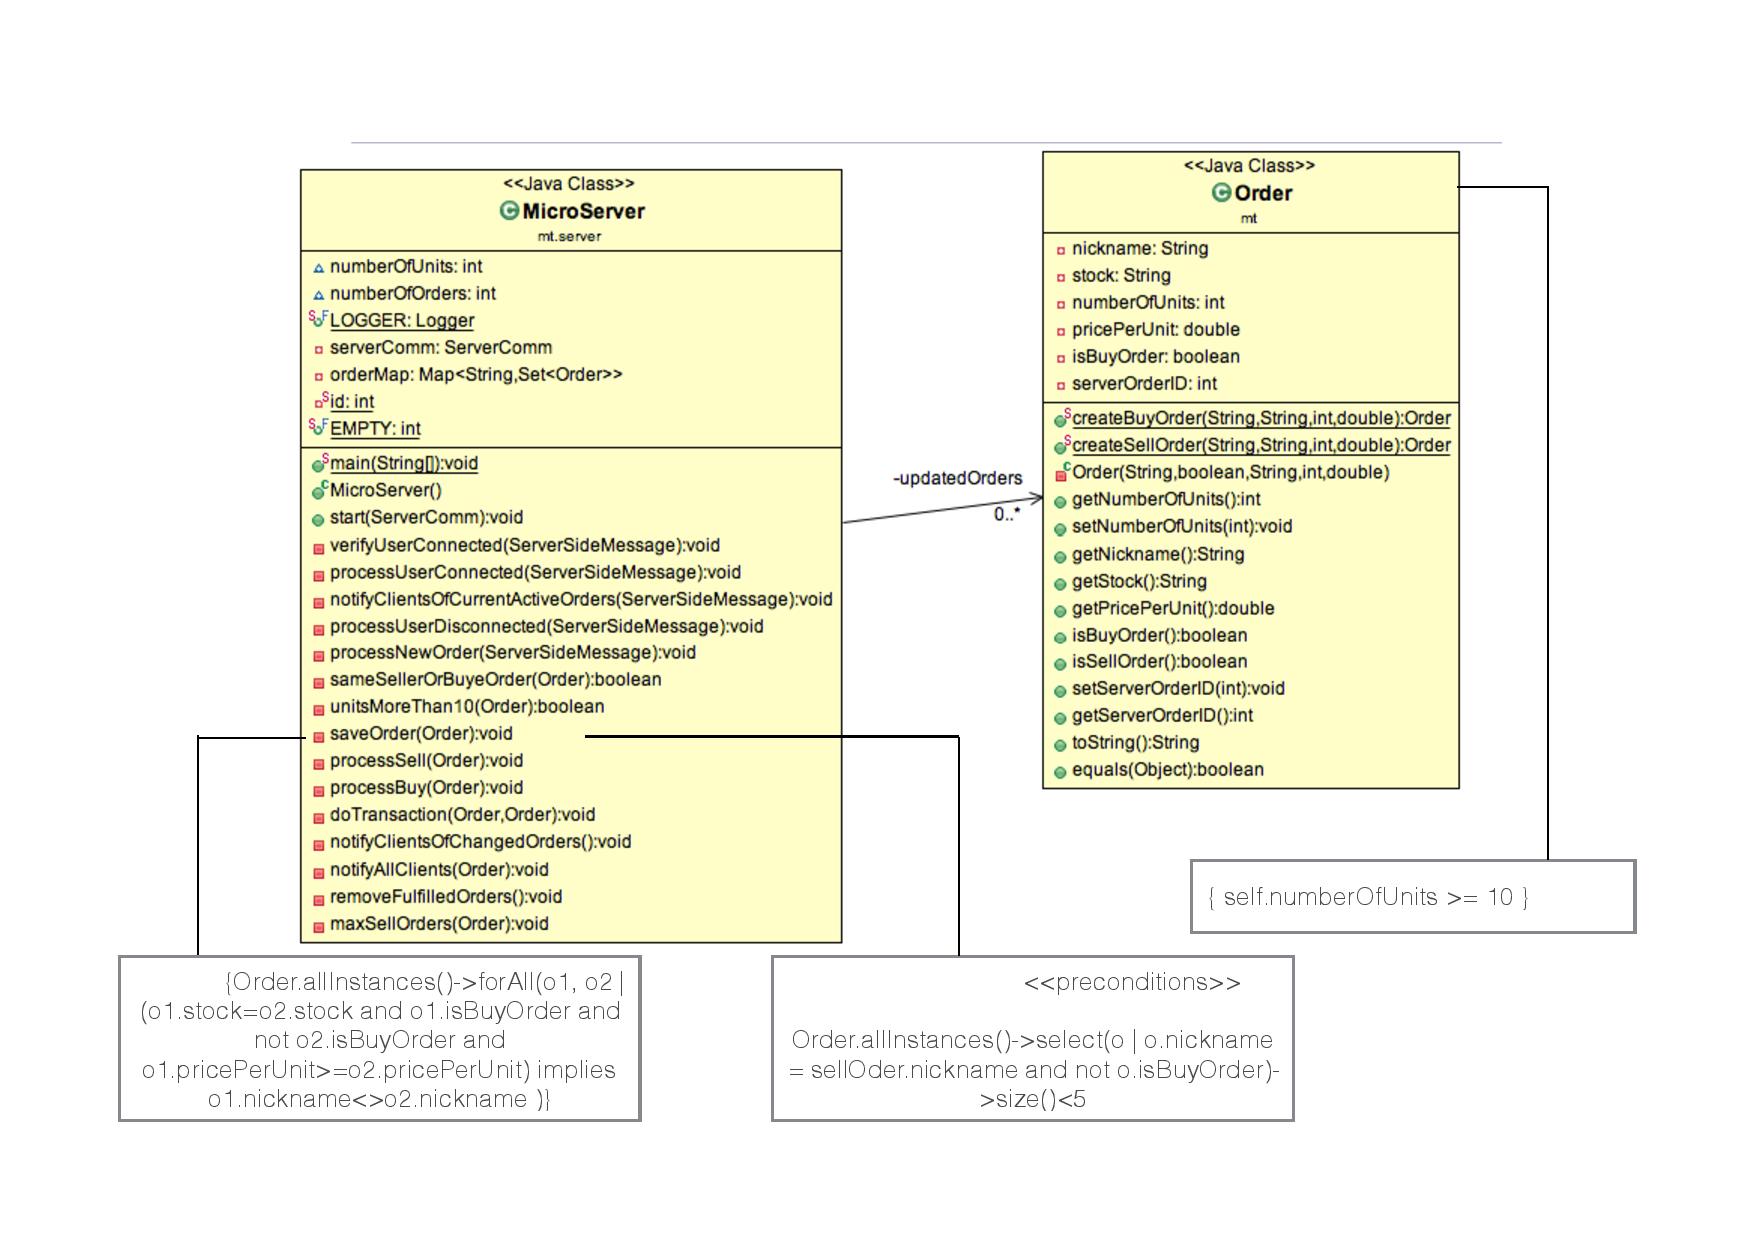 <<Java Class>>
MicroServer
mt.server
numberOfUnits: int
numberOfOrders: int
LOGGER: Logger
serverComm: ServerComm
orderMap: Map<String,Set<Order>>
id: int
EMPTY: int
main(String[]):void
MicroServer()
start(ServerComm):void
verifyUserConnected(ServerSideMessage):void
processUserConnected(ServerSideMessage):void
notifyClientsOfCurrentActiveOrders(ServerSideMessage):void
processUserDisconnected(ServerSideMessage):void
processNewOrder(ServerSideMessage):void
sameSellerOrBuyeOrder(Order):boolean
unitsMoreThan10(Order):boolean
saveOrder(Order):void
processSell(Order):void
processBuy(Order):void
doTransaction(Order,Order):void
notifyClientsOfChangedOrders():void
notifyAllClients(Order):void
removeFulfilledOrders():void
maxSellOrders(Order):void
-updatedOrders
0..*
<<Java Class>>
Order
mt
nickname: String
stock: String
numberOfUnits: int
pricePerUnit: double
isBuyOrder: boolean
serverOrderID: int
createBuyOrder(String,String,int,double):Order
createSellOrder(String,String,int,double):Order
Order(String,boolean,String,int,double)
getNumberOfUnits():int
setNumberOfUnits(int):void
getNickname():String
getStock():String
getPricePerUnit():double
isBuyOrder():boolean
isSellOrder():boolean
setServerOrderID(int):void
getServerOrderID():int
toString():String
equals(Object):boolean
{ self.numberOfUnits >= 10 }
{Order.allInstances()->forAll(o1, o2 |
(o1.stock=o2.stock and o1.isBuyOrder and
not o2.isBuyOrder and
o1.pricePerUnit>=o2.pricePerUnit) implies
o1.nickname<>o2.nickname )}
<<preconditions>>
Order.allInstances()->select(o | o.nickname
= sellOder.nickname and not o.isBuyOrder)-
>size()<5